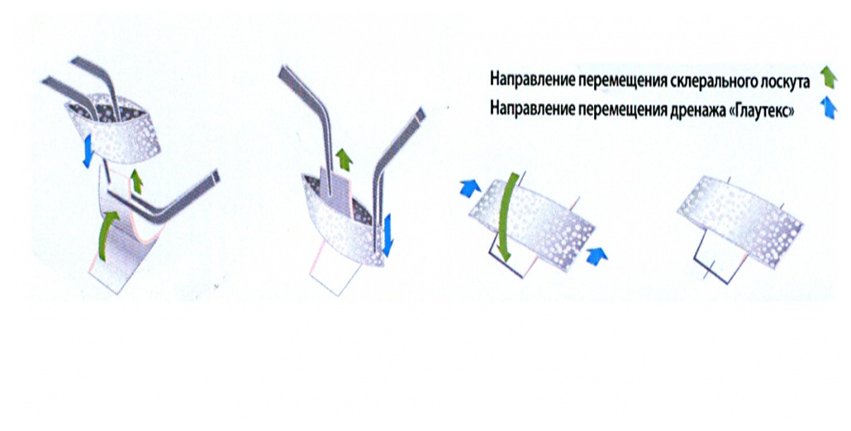 Направление перемещения склерального лоскута
Направление перемещения дренажа «Глаутекс»